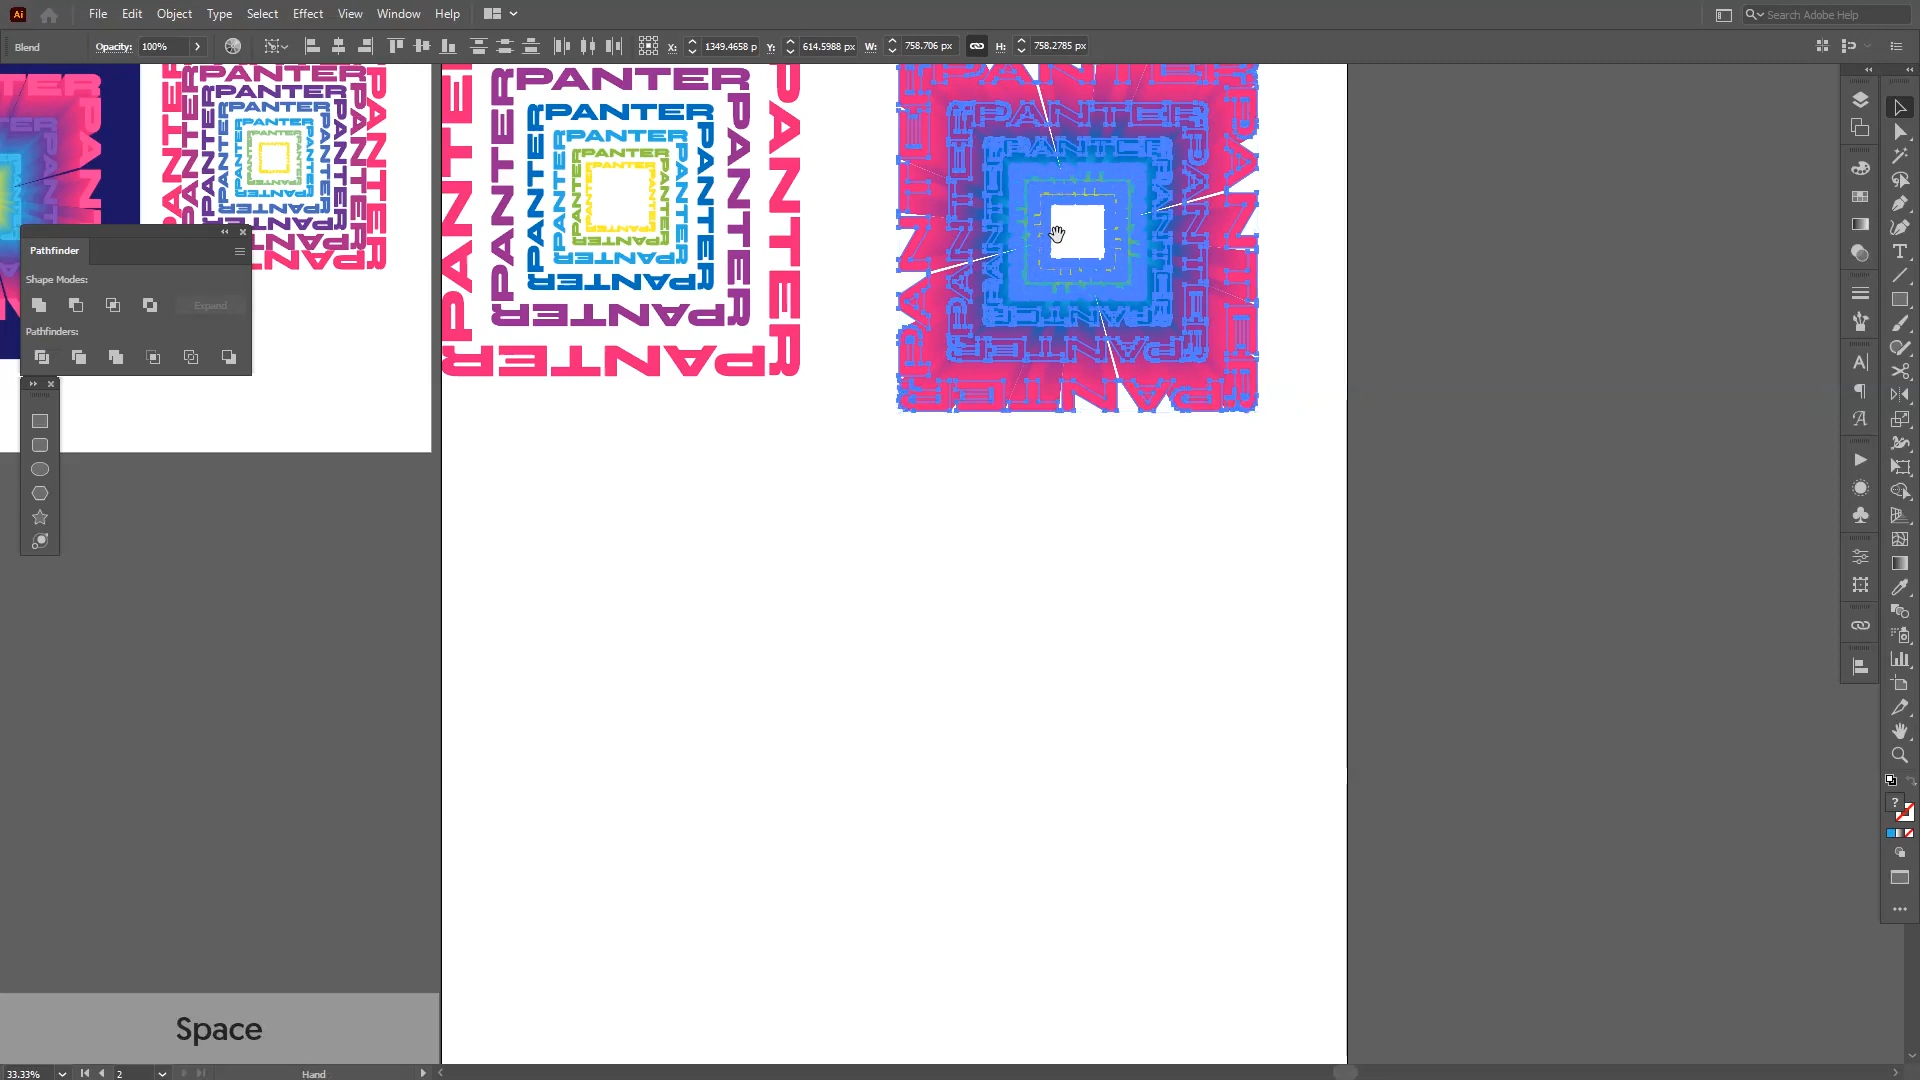 Ai File Edit Object Type Select Effect View Window Help Search Adobe Help
Blend Opacity: 100% X: 1349.4658 p Y: 614.5988 px W: 758.706 px H: 758.2785 px
PANTER PANTER PANTER PANTER
PANTER PANTER PANTER PANTER
PANTER PANTER PANTER PANTER
PANTER PANTER PANTER PANTER
PANTER PANTER PANTER PANTER
Pathfinder
Shape Modes:
Expand
Pathfinders:
Space
33.33% 2 Hand